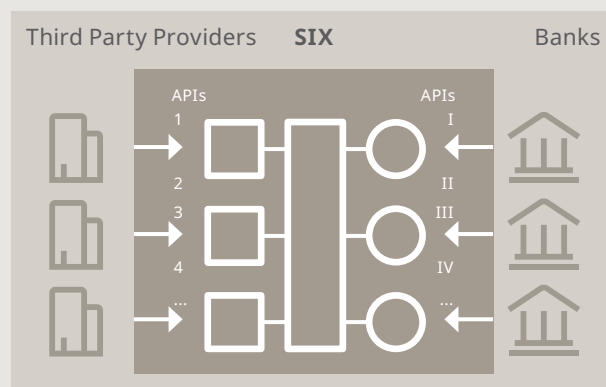 Third Party Providers SIX Banks
APIs APIs
1 I
2 II
3 III
4 IV
... ...